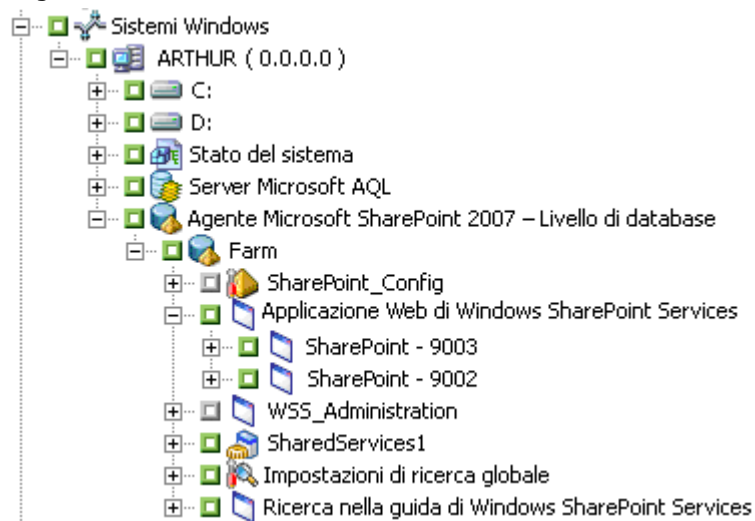 Sistemi Windows
ARTHUR ( 0.0.0.0 )
C:
D:
Stato del sistema
Server Microsoft AQL
Agente Microsoft SharePoint 2007 – Livello di database
Farm
SharePoint_Config
Applicazione Web di Windows SharePoint Services
SharePoint - 9003
SharePoint - 9002
WSS_Administration
SharedServices1
Impostazioni di ricerca globale
Ricerca nella guida di Windows SharePoint Services